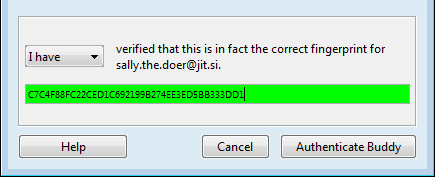 I have
verified that this is in fact the correct fingerprint for
sally.the.doer@jit.si.
C7C4F88FC22CED1C692199B274EE3ED5BB333DD1
Help
Cancel
Authenticate Buddy